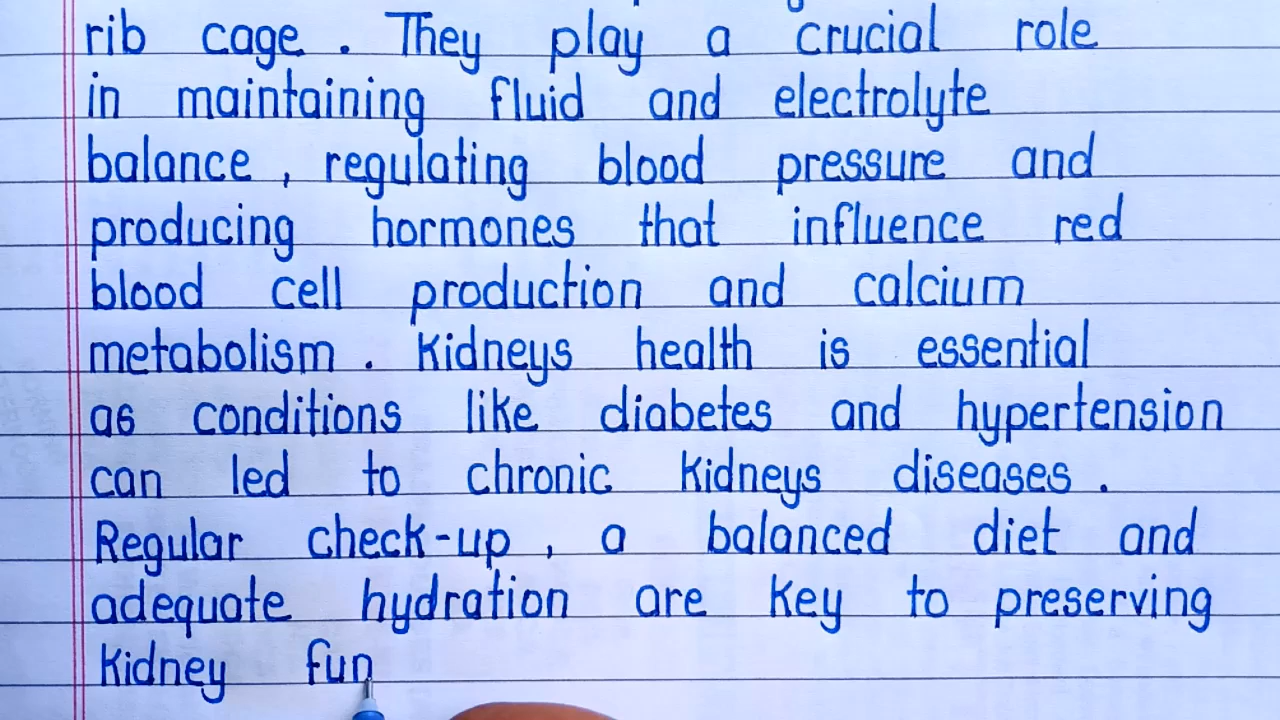 rib cage . They play a crucial role
in maintaining fluid and electrolyte
balance , regulating blood pressure and
producing hormones that influence red
blood cell production and calcium
metabolism . Kidneys health is essential
as conditions like diabetes and hypertension
can led to chronic Kidneys diseases .
Regular check-up , a balanced diet and
adequate hydration are Key to preserving
Kidney fun